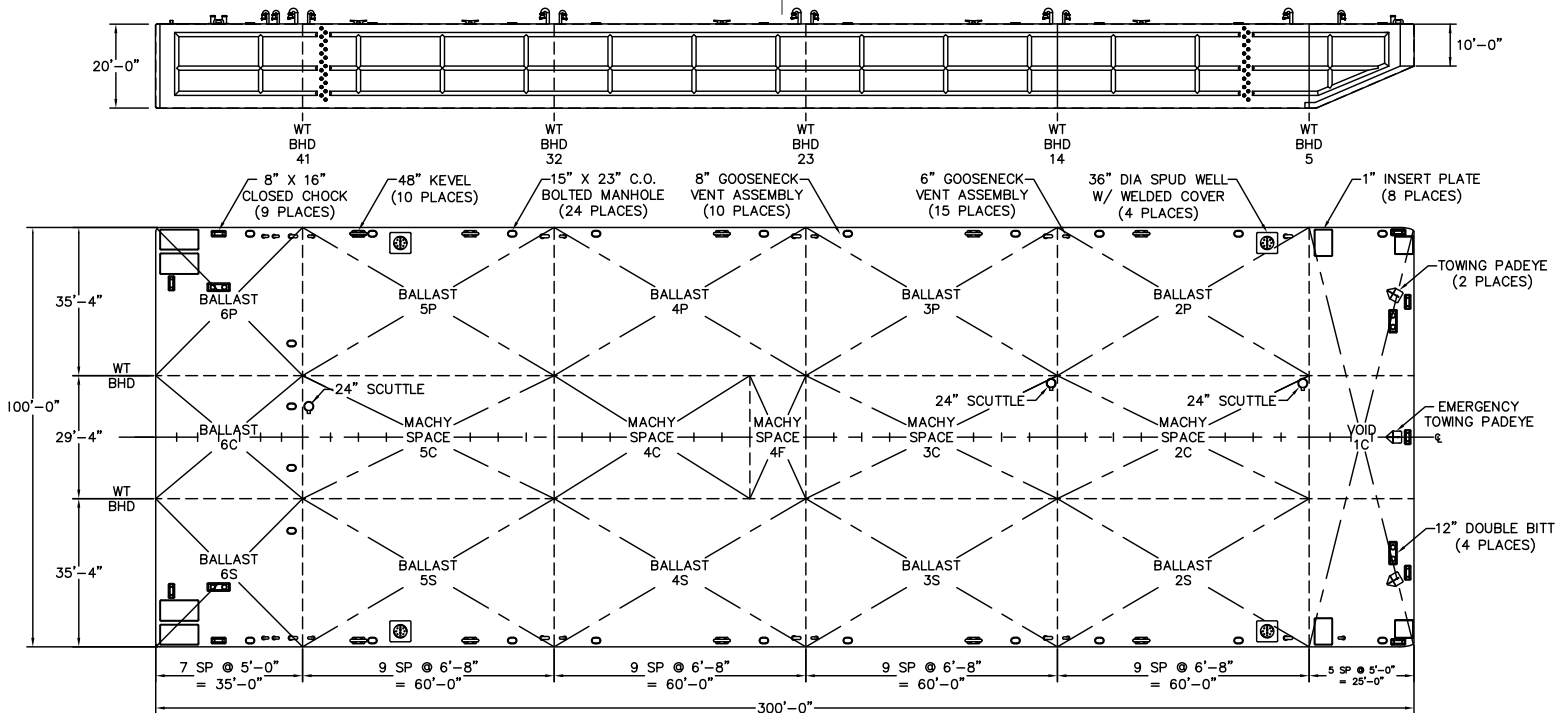 20'-0"
10'-0"
WT
BHD
41
WT
BHD
32
WT
BHD
23
WT
BHD
14
WT
BHD
5
8" X 16"
CLOSED CHOCK
(9 PLACES)
48" KEVEL
(10 PLACES)
15" X 23" C.O.
BOLTED MANHOLE
(24 PLACES)
8" GOOSENECK
VENT ASSEMBLY
(10 PLACES)
6" GOOSENECK
VENT ASSEMBLY
(15 PLACES)
36" DIA SPUD WELL
W/ WELDED COVER
(4 PLACES)
1" INSERT PLATE
(8 PLACES)
TOWING PADEYE
(2 PLACES)
35'-4"
BALLAST
6P
BALLAST
5P
BALLAST
4P
BALLAST
3P
BALLAST
2P
WT
BHD
24" SCUTTLE
24" SCUTTLE
24" SCUTTLE
100'-0"
29'-4"
BALLAST
6C
MACHY
SPACE
5C
MACHY
SPACE
4C
MACHY
SPACE
4F
MACHY
SPACE
3C
MACHY
SPACE
2C
VOID
1C
EMERGENCY
TOWING PADEYE
℄
WT
BHD
35'-4"
BALLAST
6S
BALLAST
5S
BALLAST
4S
BALLAST
3S
BALLAST
2S
12" DOUBLE BITT
(4 PLACES)
7 SP @ 5'-0"
= 35'-0"
9 SP @ 6'-8"
= 60'-0"
9 SP @ 6'-8"
= 60'-0"
9 SP @ 6'-8"
= 60'-0"
9 SP @ 6'-8"
= 60'-0"
5 SP @ 5'-0"
= 25'-0"
300'-0"